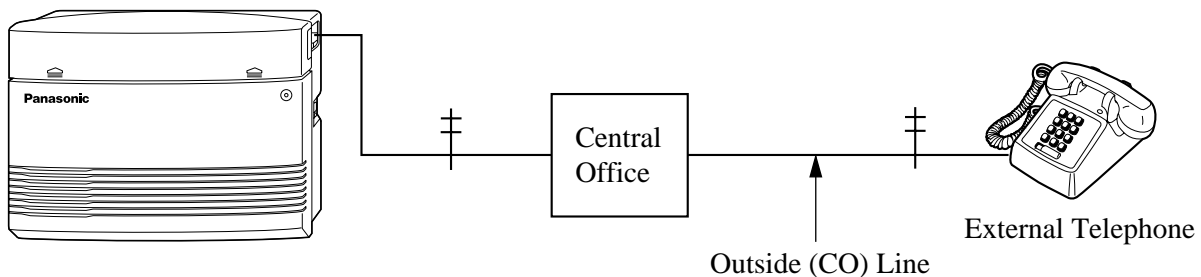 Panasonic
Central
Office
External Telephone
Outside (CO) Line